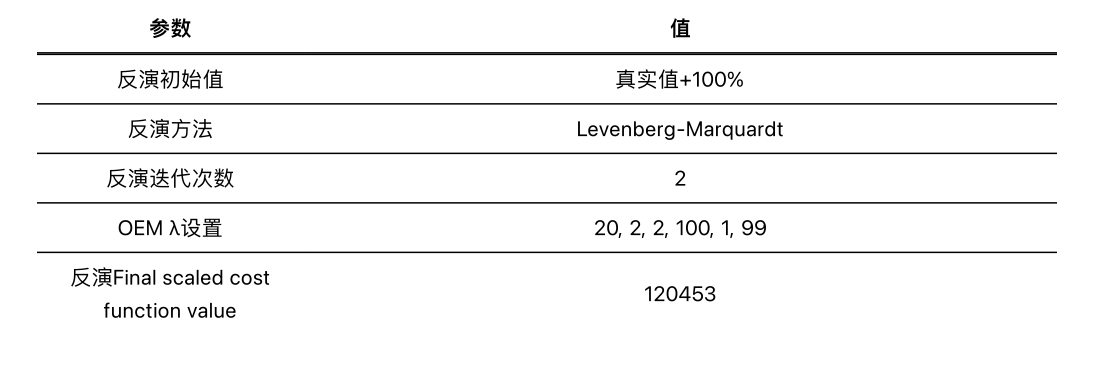 参数 值
反演初始值 真实值+100%
反演方法 Levenberg-Marquardt
反演迭代次数 2
OEM λ设置 20, 2, 2, 100, 1, 99
反演Final scaled cost
function value 120453